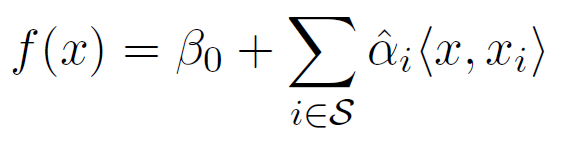 f(x) = β₀ + ∑_{i∈𝒮} α̂ᵢ⟨x, xᵢ⟩